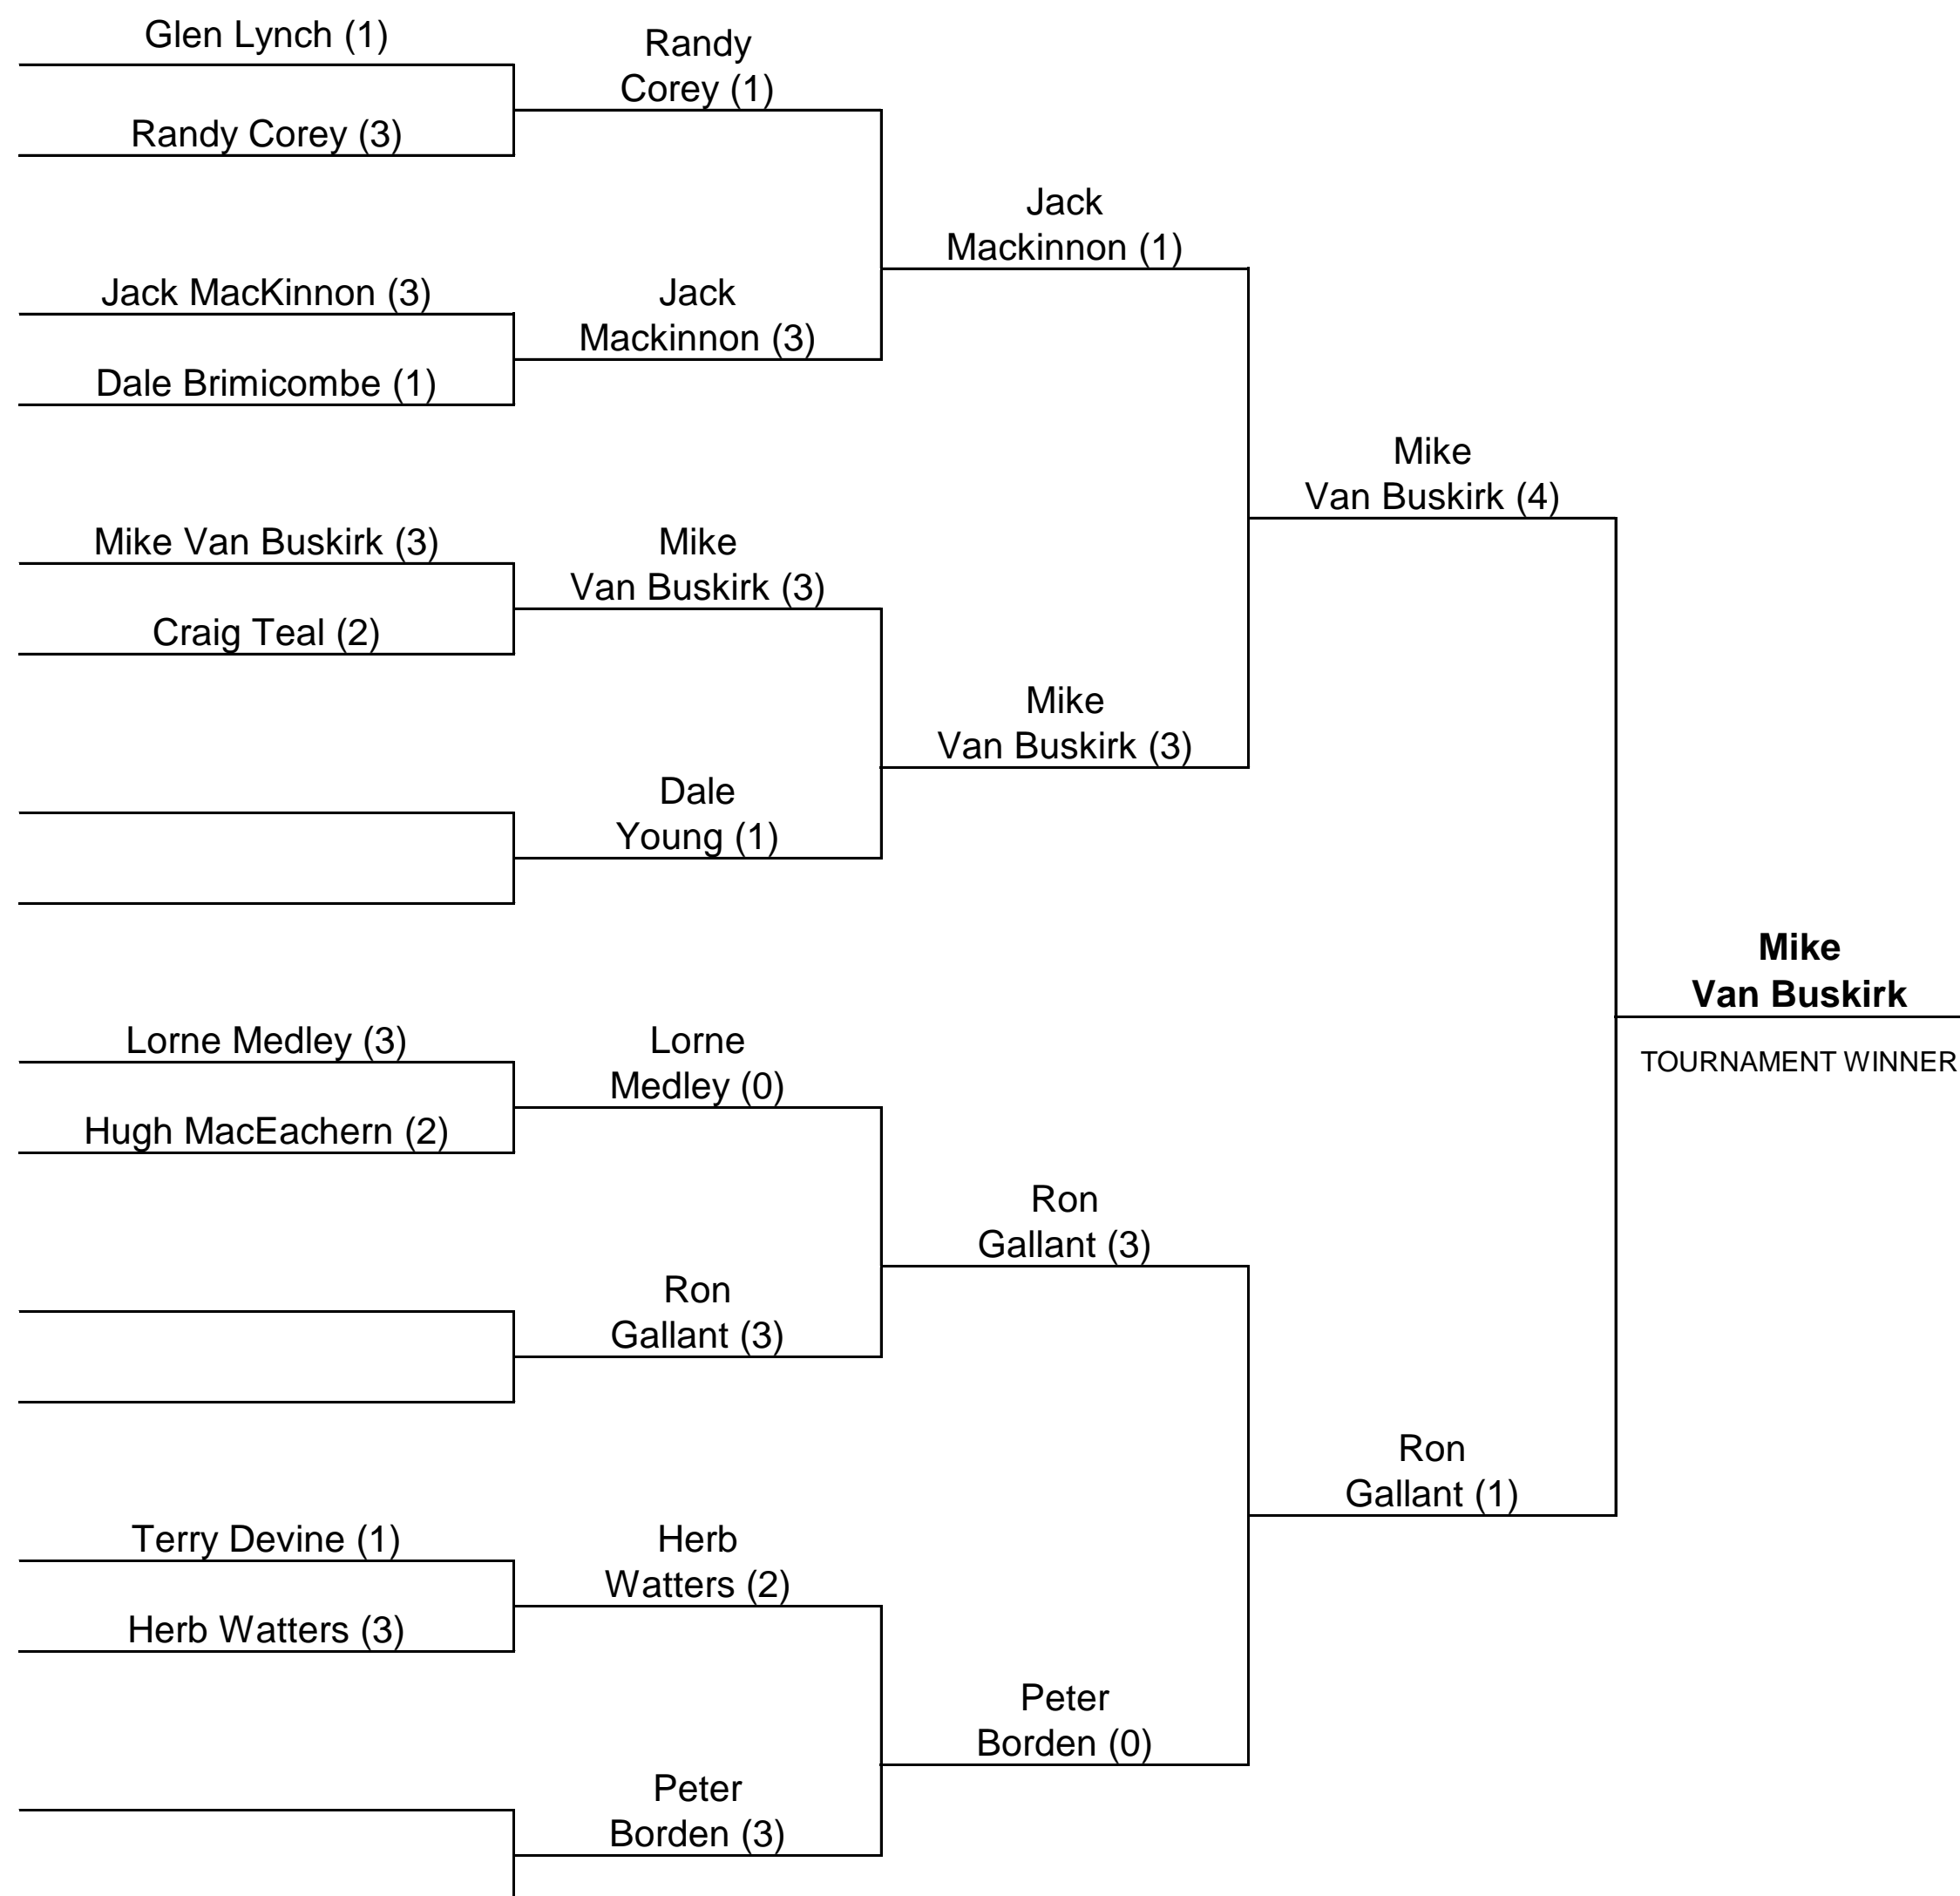 Glen Lynch (1)
Randy Corey (3)
Jack MacKinnon (3)
Dale Brimicombe (1)
Mike Van Buskirk (3)
Craig Teal (2)
Lorne Medley (3)
Hugh MacEachern (2)
Terry Devine (1)
Herb Watters (3)
Randy
Corey (1)
Jack
Mackinnon (3)
Mike
Van Buskirk (3)
Dale
Young (1)
Lorne
Medley (0)
Ron
Gallant (3)
Herb
Watters (2)
Peter
Borden (3)
Jack
Mackinnon (1)
Mike
Van Buskirk (3)
Ron
Gallant (3)
Peter
Borden (0)
Mike
Van Buskirk (4)
Ron
Gallant (1)
Mike
Van Buskirk
TOURNAMENT WINNER